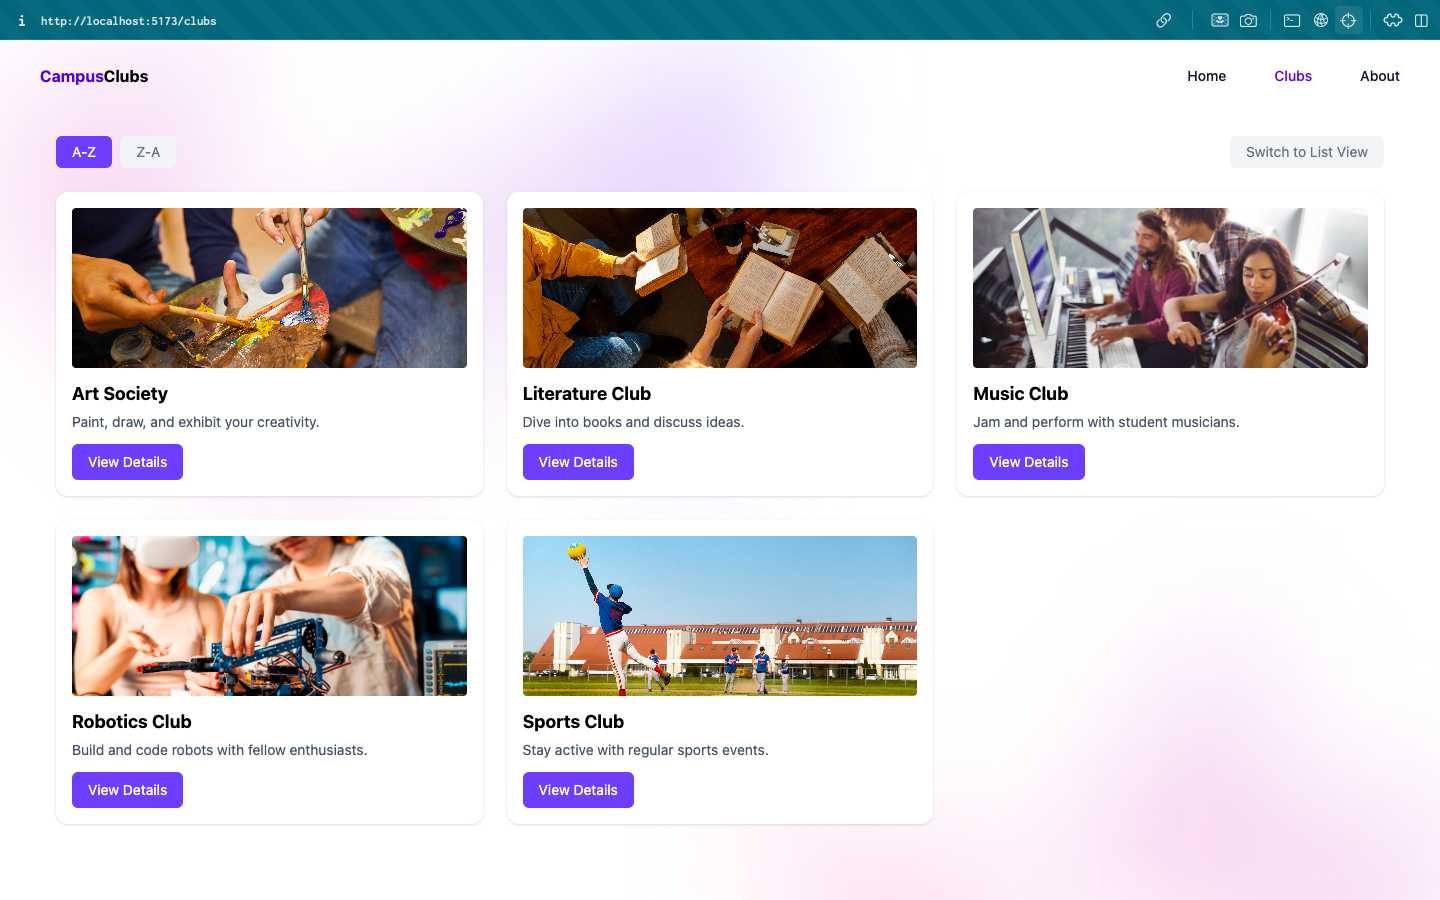 i http://localhost:5173/clubs
CampusClubs
Home Clubs About
A-Z Z-A Switch to List View
Art Society
Paint, draw, and exhibit your creativity.
View Details
Literature Club
Dive into books and discuss ideas.
View Details
Music Club
Jam and perform with student musicians.
View Details
Robotics Club
Build and code robots with fellow enthusiasts.
View Details
Sports Club
Stay active with regular sports events.
View Details